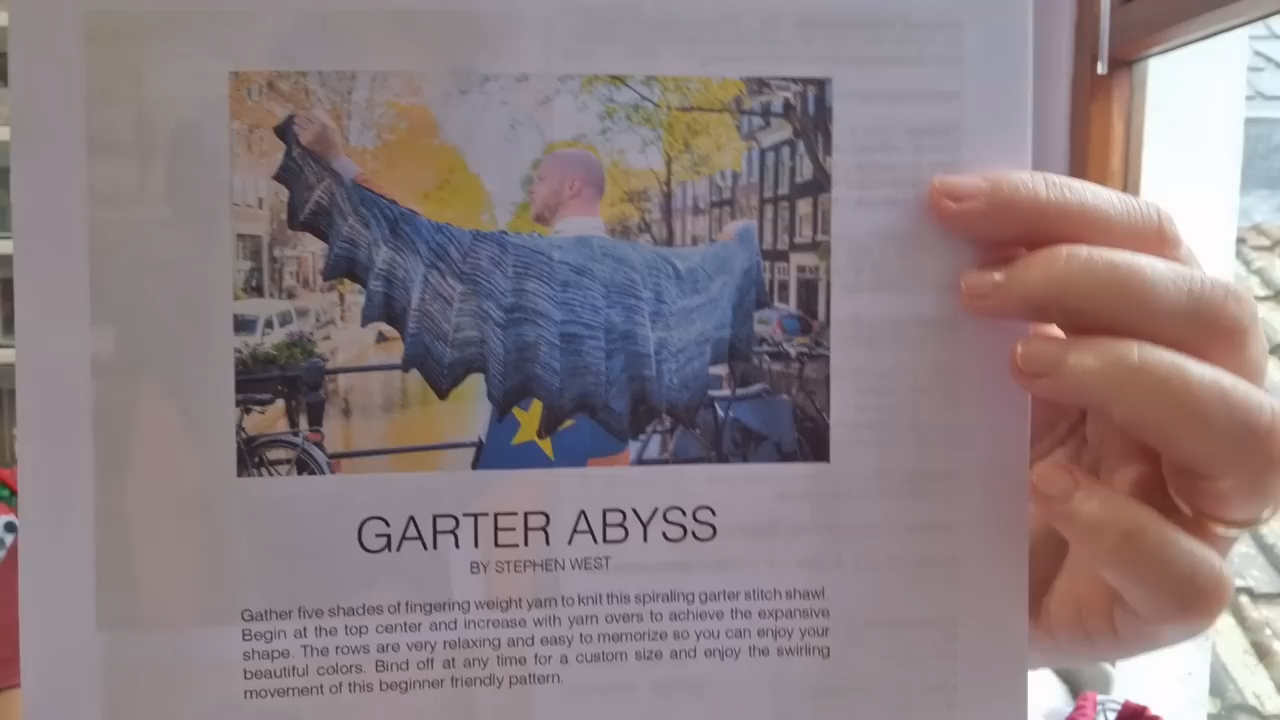 GARTER ABYSS
BY STEPHEN WEST
Gather five shades of fingering weight yarn to knit this spiraling garter stitch shawl.
Begin at the top center and increase with yarn overs to achieve the expansive
shape. The rows are very relaxing and easy to memorize so you can enjoy your
beautiful colors. Bind off at any time for a custom size and enjoy the swirling
movement of this beginner friendly pattern.